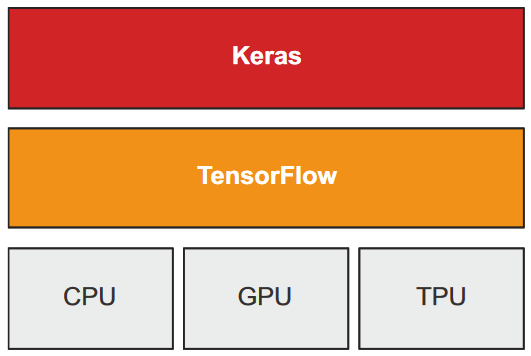 Keras
TensorFlow
CPU GPU TPU